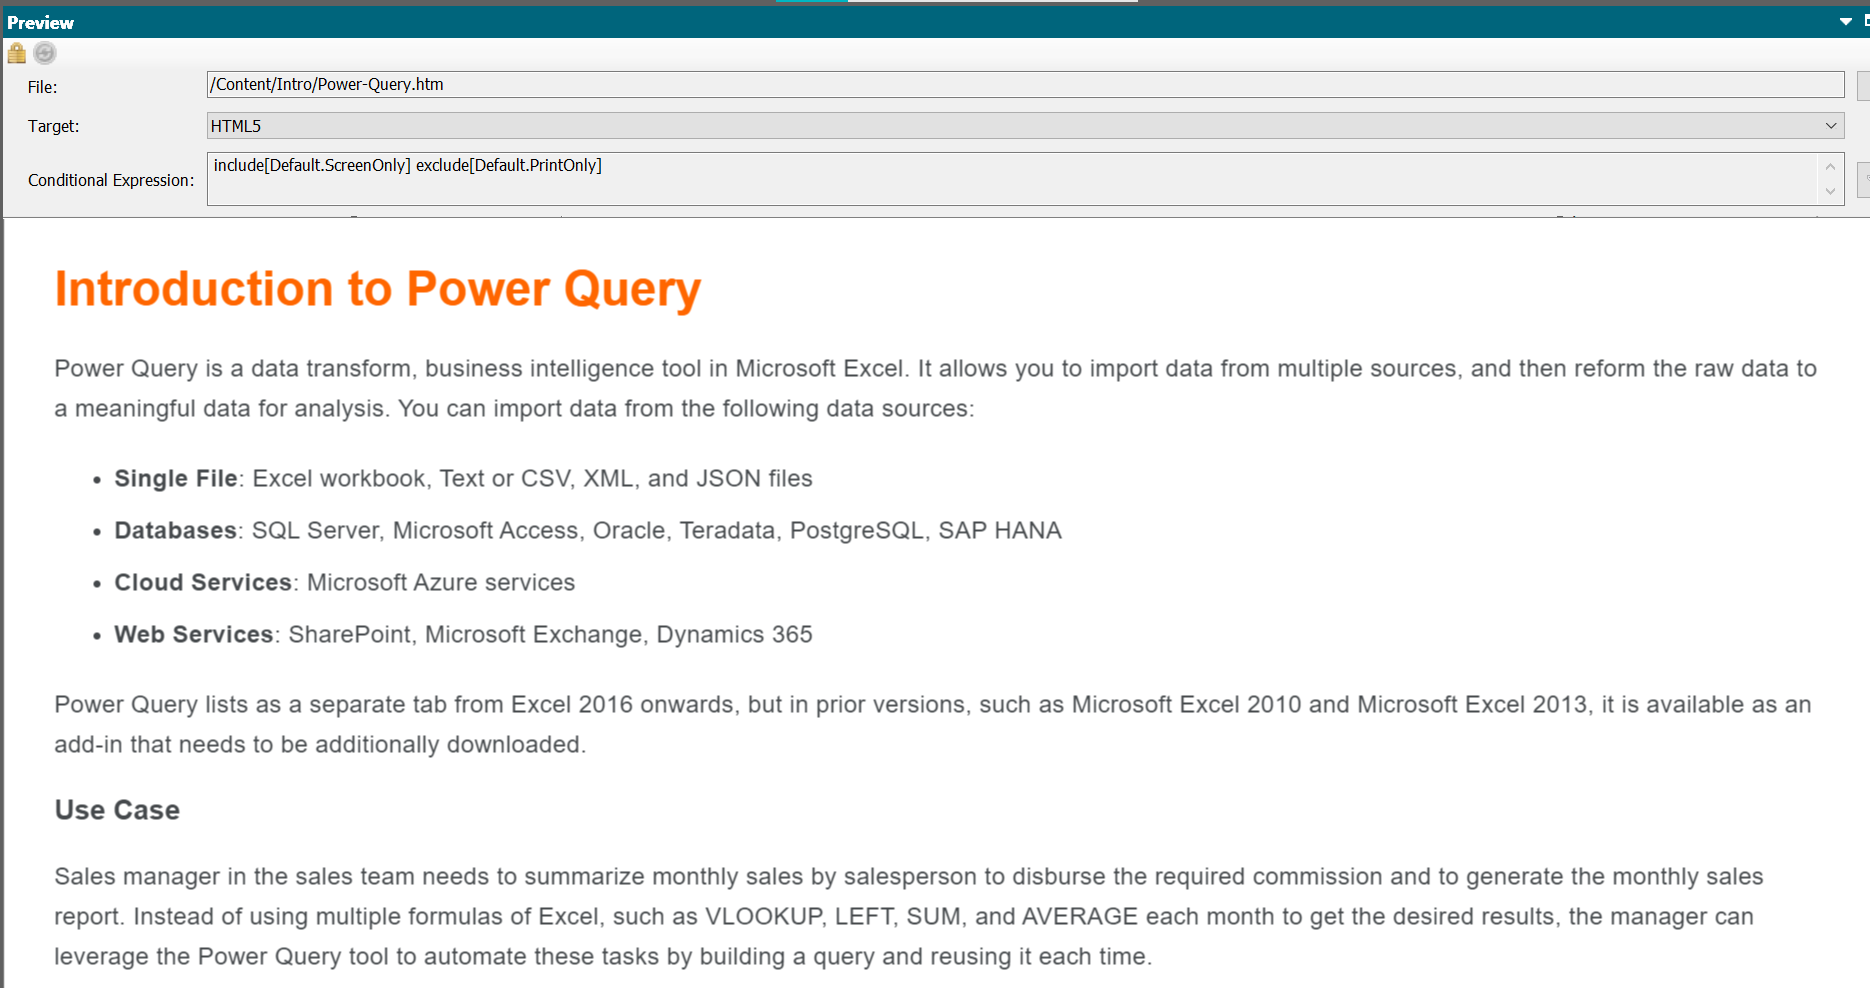 Preview
File:
/Content/Intro/Power-Query.htm
Target:
HTML5
Conditional Expression:
include[Default.ScreenOnly] exclude[Default.PrintOnly]
Introduction to Power Query
Power Query is a data transform, business intelligence tool in Microsoft Excel. It allows you to import data from multiple sources, and then reform the raw data to
a meaningful data for analysis. You can import data from the following data sources:
• Single File: Excel workbook, Text or CSV, XML, and JSON files
• Databases: SQL Server, Microsoft Access, Oracle, Teradata, PostgreSQL, SAP HANA
• Cloud Services: Microsoft Azure services
• Web Services: SharePoint, Microsoft Exchange, Dynamics 365
Power Query lists as a separate tab from Excel 2016 onwards, but in prior versions, such as Microsoft Excel 2010 and Microsoft Excel 2013, it is available as an
add-in that needs to be additionally downloaded.
Use Case
Sales manager in the sales team needs to summarize monthly sales by salesperson to disburse the required commission and to generate the monthly sales
report. Instead of using multiple formulas of Excel, such as VLOOKUP, LEFT, SUM, and AVERAGE each month to get the desired results, the manager can
leverage the Power Query tool to automate these tasks by building a query and reusing it each time.